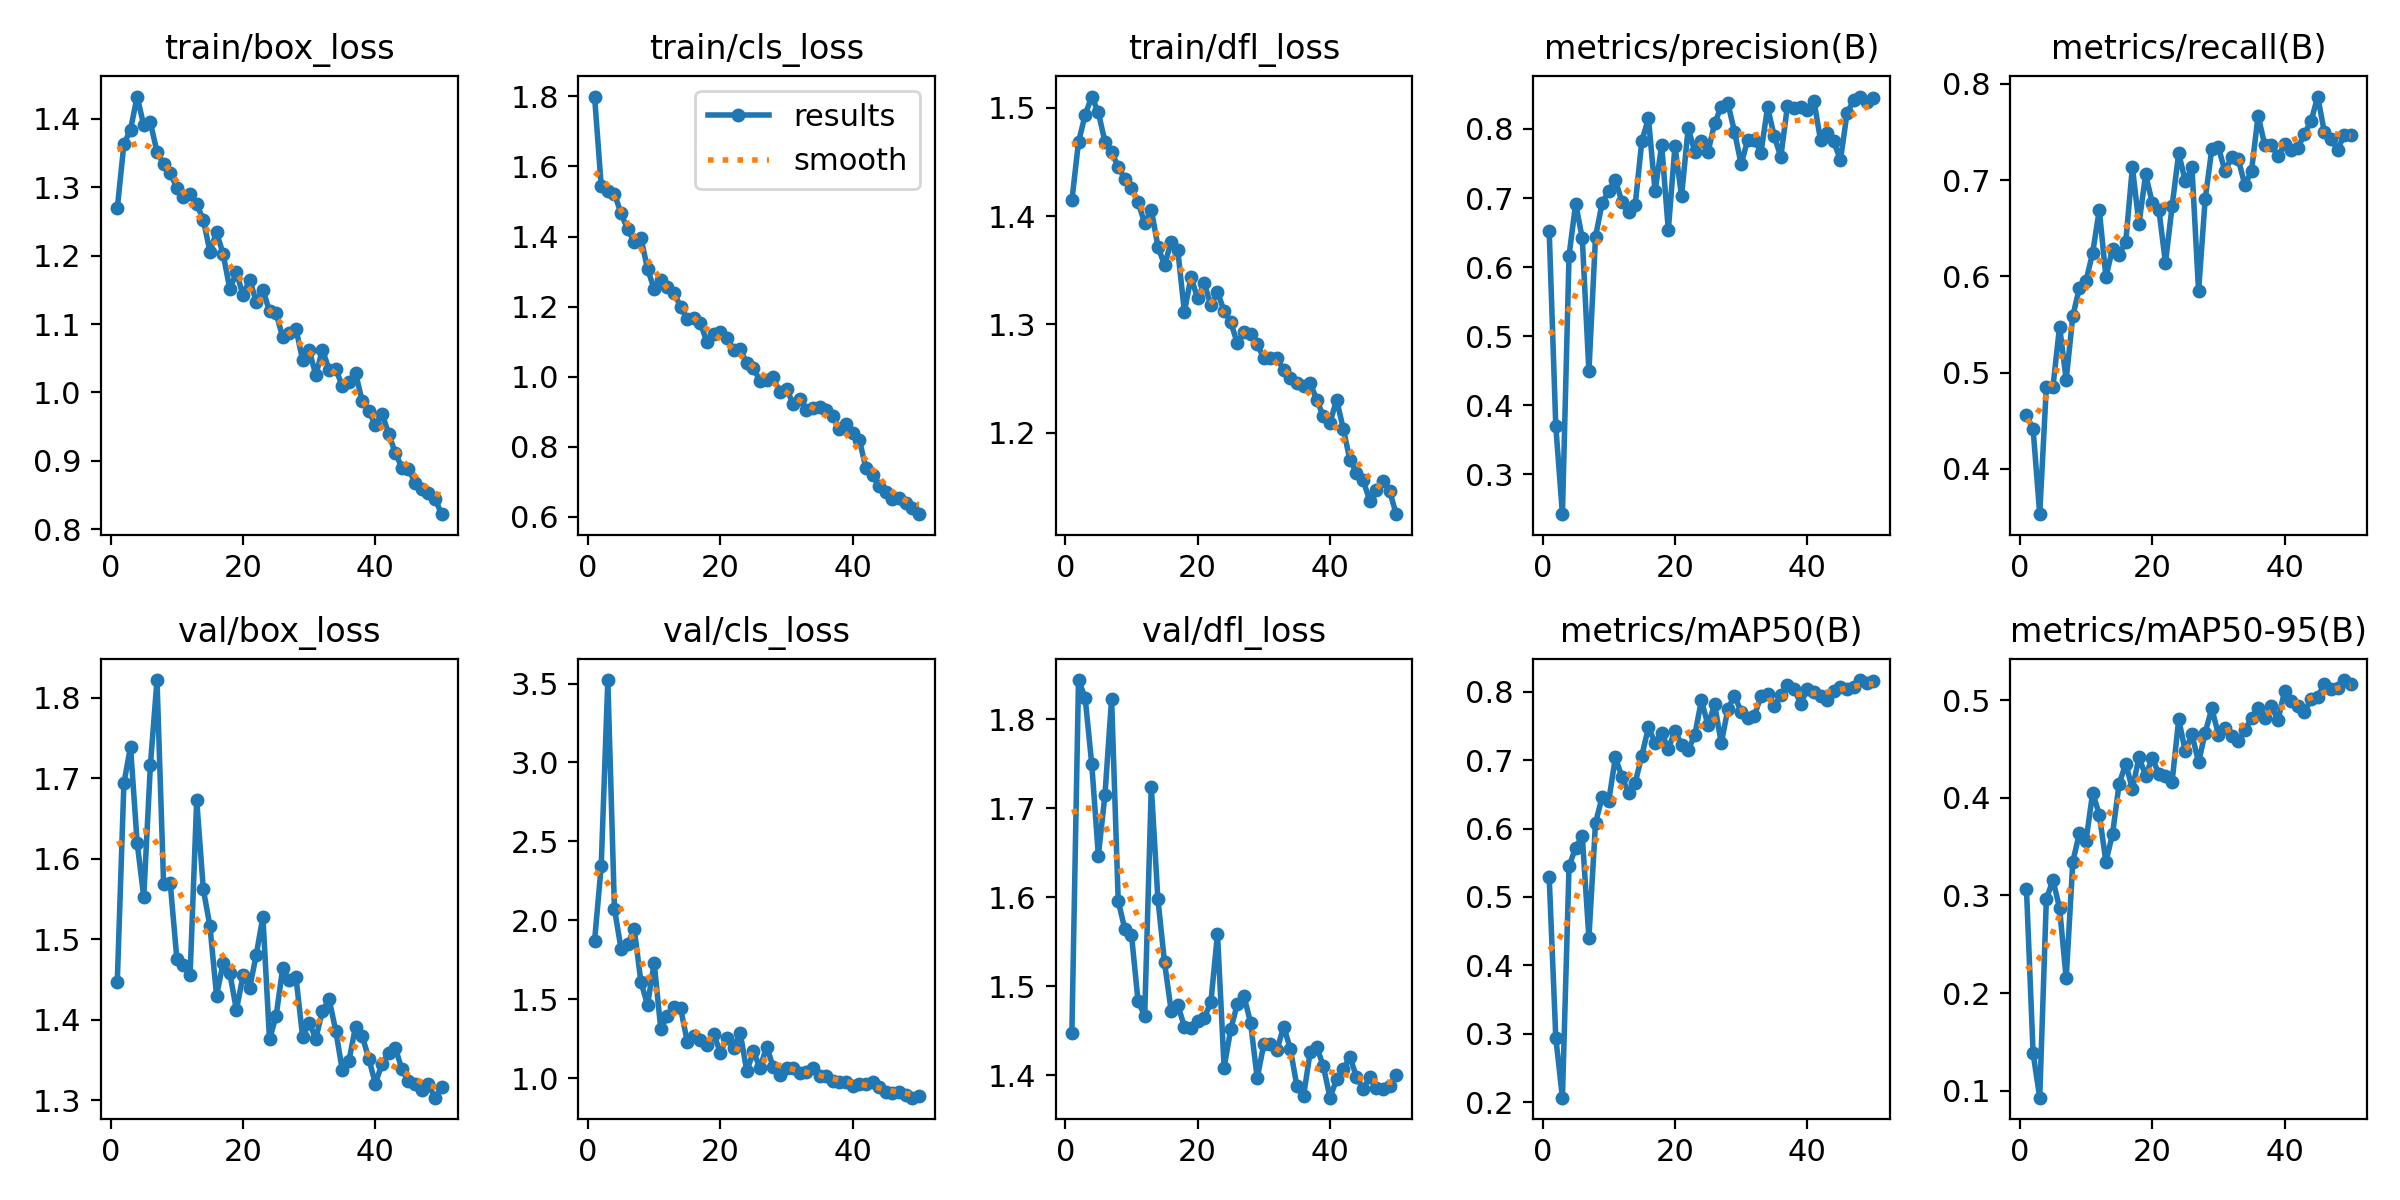 train/box_loss
1.4
1.3
1.2
1.1
1.0
0.9
0.8
0 20 40
train/cls_loss
results
smooth
1.8
1.6
1.4
1.2
1.0
0.8
0.6
0 20 40
train/dfl_loss
1.5
1.4
1.3
1.2
0 20 40
metrics/precision(B)
0.8
0.7
0.6
0.5
0.4
0.3
0 20 40
metrics/recall(B)
0.8
0.7
0.6
0.5
0.4
0 20 40
val/box_loss
1.8
1.7
1.6
1.5
1.4
1.3
0 20 40
val/cls_loss
3.5
3.0
2.5
2.0
1.5
1.0
0 20 40
val/dfl_loss
1.8
1.7
1.6
1.5
1.4
0 20 40
metrics/mAP50(B)
0.8
0.7
0.6
0.5
0.4
0.3
0.2
0 20 40
metrics/mAP50-95(B)
0.5
0.4
0.3
0.2
0.1
0 20 40